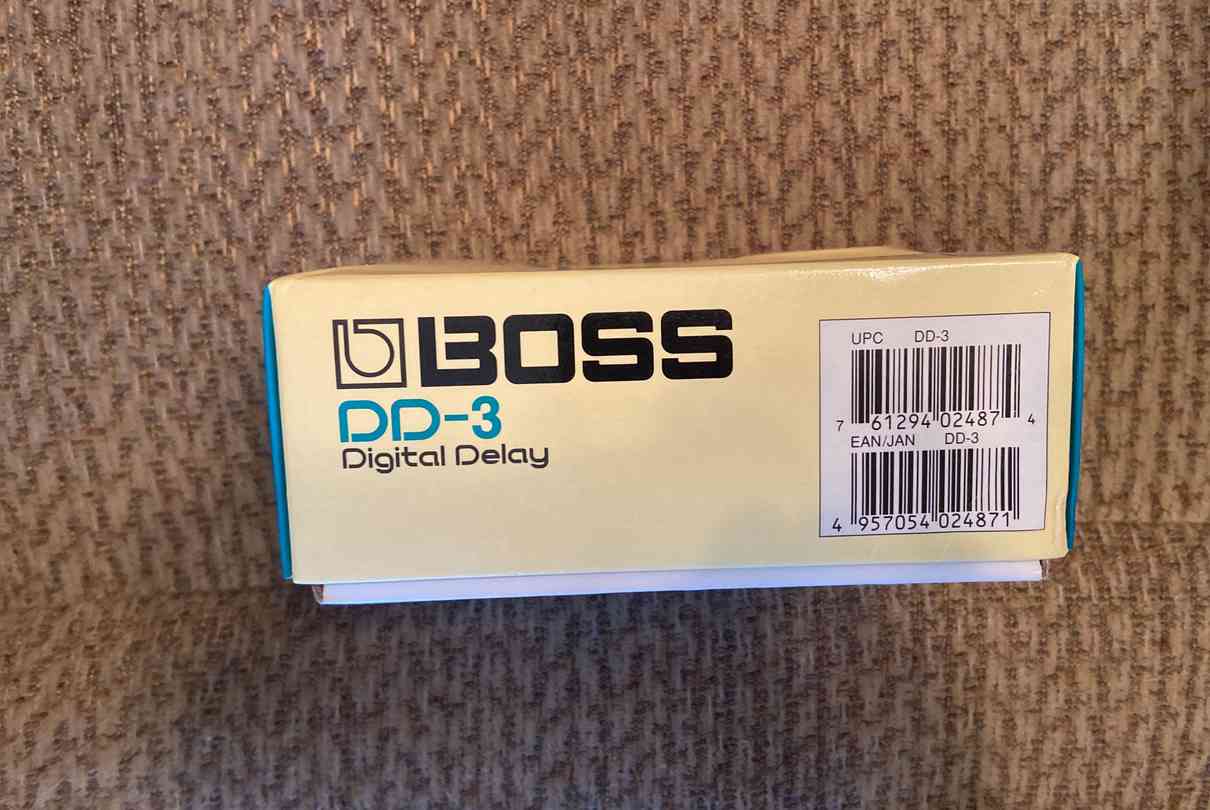 BOSS
DD-3
Digital Delay
UPC DD-3
7 61294 02487 4
EAN/JAN DD-3
4 957054 024871